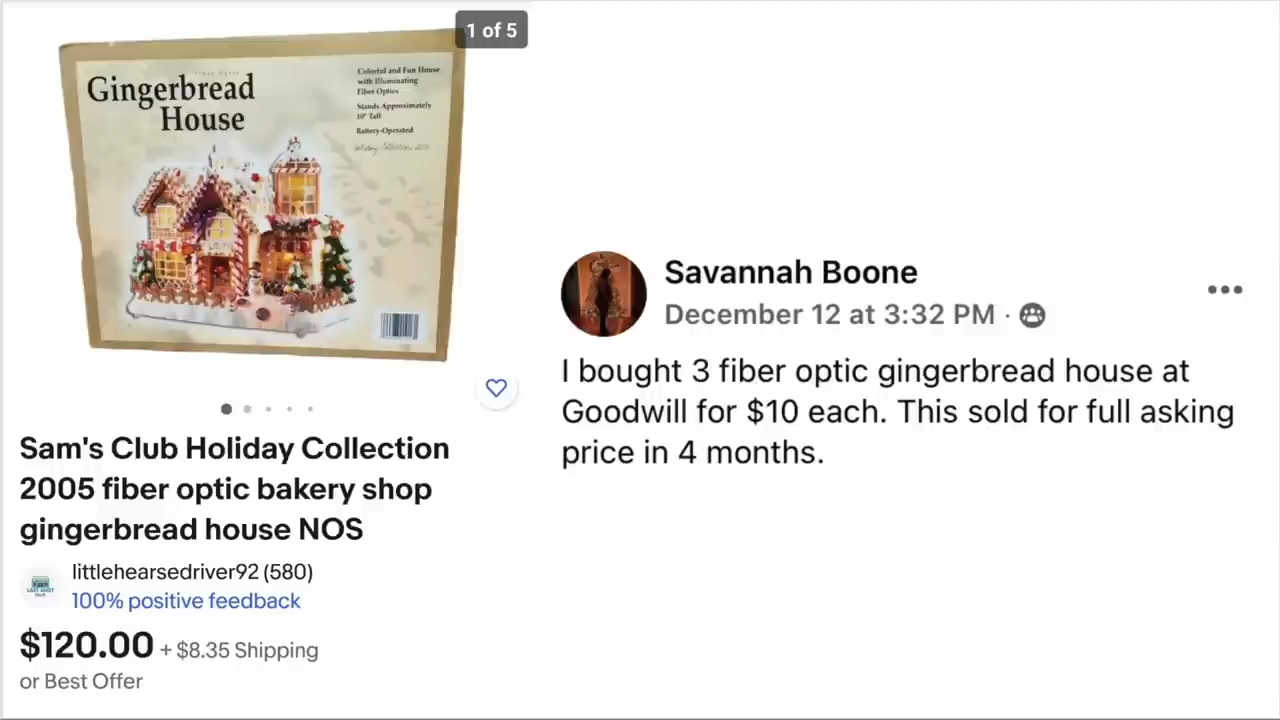 1 of 5
Gingerbread
House
Colorful and Fun House
with Illuminating
Fiber Optics
Stands Approximately
10" Tall
Battery-Operated
Holiday Collection 2005
Sam's Club Holiday Collection
2005 fiber optic bakery shop
gingerbread house NOS
littlehearsedriver92 (580)
100% positive feedback
$120.00 + $8.35 Shipping
or Best Offer
Savannah Boone
December 12 at 3:32 PM ·
I bought 3 fiber optic gingerbread house at
Goodwill for $10 each. This sold for full asking
price in 4 months.